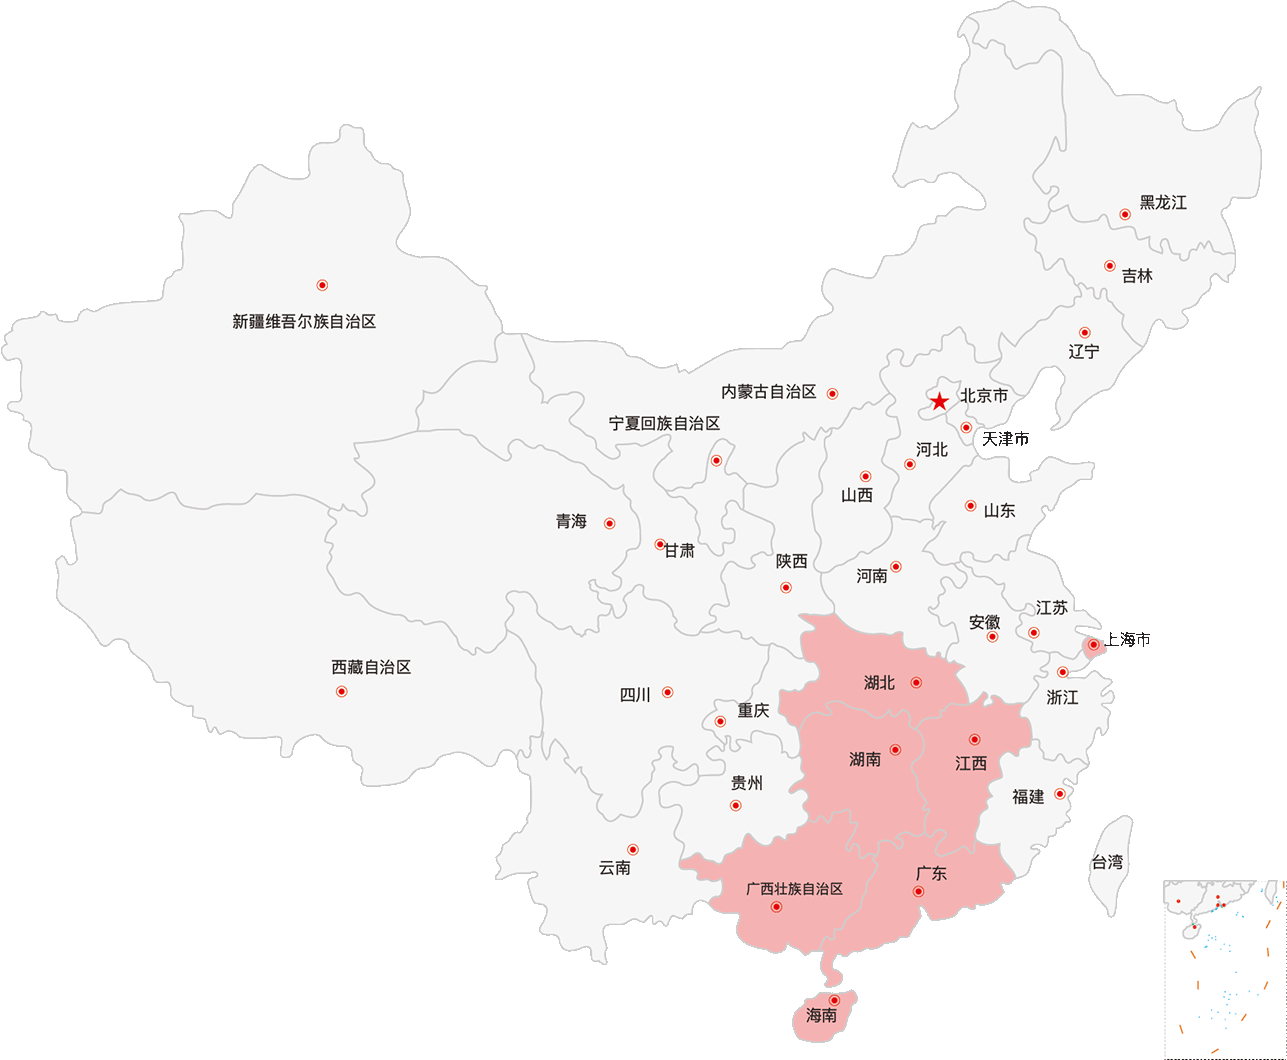 黑龙江
吉林
新疆维吾尔族自治区
辽宁
内蒙古自治区
北京市
宁夏回族自治区
天津市
河北
山西
山东
青海
甘肃
陕西
河南
江苏
安徽
上海市
西藏自治区
湖北
四川
浙江
重庆
湖南
江西
贵州
福建
台湾
云南
广东
广西壮族自治区
海南